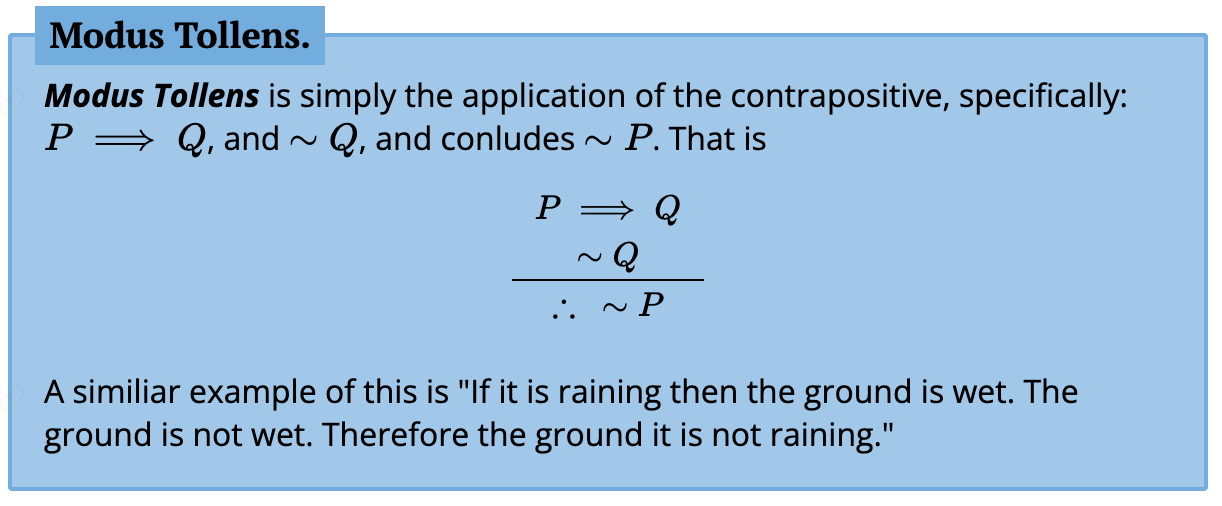 Modus Tollens.
Modus Tollens is simply the application of the contrapositive, specifically:
P ⟹ Q, and ∼ Q, and conludes ∼ P. That is
P ⟹ Q
∼ Q
∴ ∼ P
A similiar example of this is "If it is raining then the ground is wet. The
ground is not wet. Therefore the ground it is not raining."